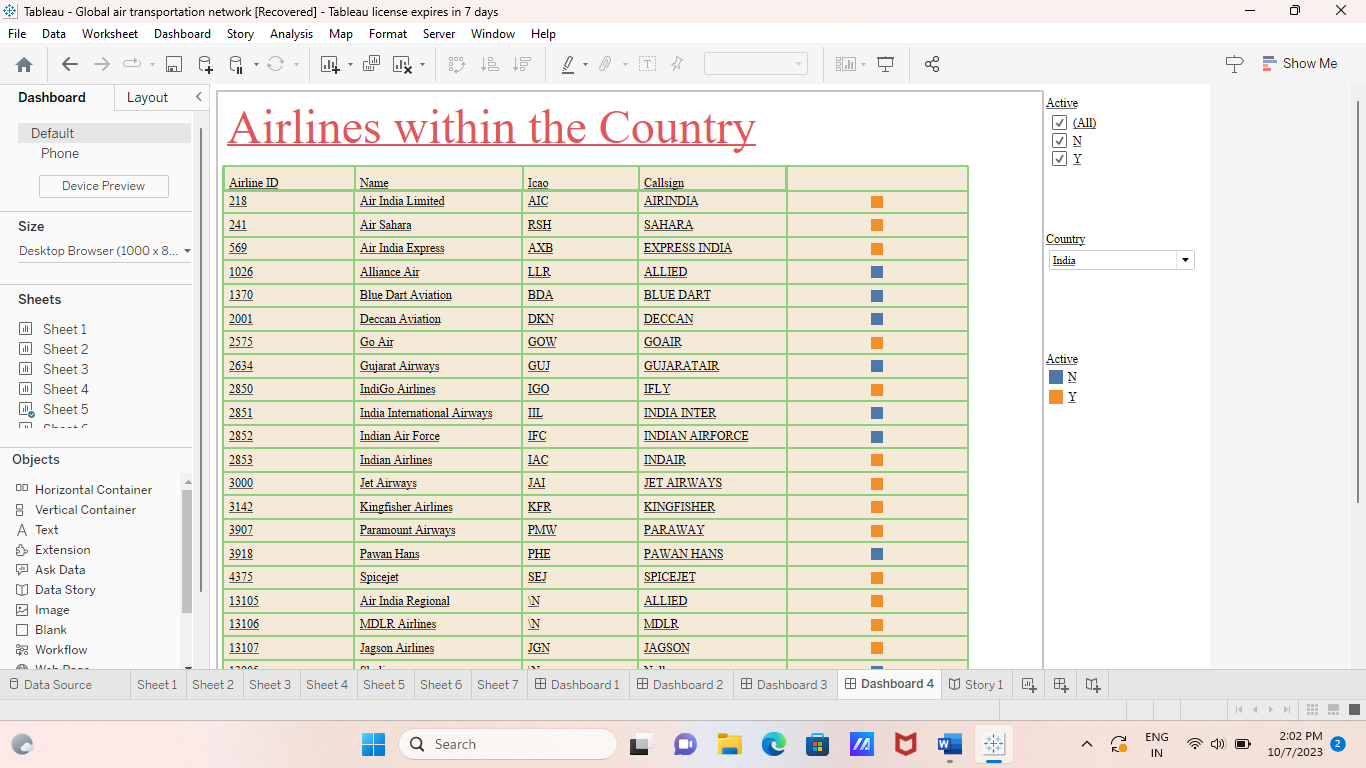 Tableau - Global air transportation network [Recovered] - Tableau license expires in 7 days
File Data Worksheet Dashboard Story Analysis Map Format Server Window Help
Show Me
Dashboard Layout
Default
Phone
Device Preview
Size
Desktop Browser (1000 x 8...
Sheets
Sheet 1
Sheet 2
Sheet 3
Sheet 4
Sheet 5
Objects
Horizontal Container
Vertical Container
Text
Extension
Ask Data
Data Story
Image
Blank
Workflow
Airlines within the Country
Airline ID Name Icao Callsign
218 Air India Limited AIC AIRINDIA
241 Air Sahara RSH SAHARA
569 Air India Express AXB EXPRESS INDIA
1026 Alliance Air LLR ALLIED
1370 Blue Dart Aviation BDA BLUE DART
2001 Deccan Aviation DKN DECCAN
2575 Go Air GOW GOAIR
2634 Gujarat Airways GUJ GUJARATAIR
2850 IndiGo Airlines IGO IFLY
2851 India International Airways IIL INDIA INTER
2852 Indian Air Force IFC INDIAN AIRFORCE
2853 Indian Airlines IAC INDAIR
3000 Jet Airways JAI JET AIRWAYS
3142 Kingfisher Airlines KFR KINGFISHER
3907 Paramount Airways PMW PARAWAY
3918 Pawan Hans PHE PAWAN HANS
4375 Spicejet SEJ SPICEJET
13105 Air India Regional \N ALLIED
13106 MDLR Airlines \N MDLR
13107 Jagson Airlines JGN JAGSON
Active
(All)
N
Y
Country
India
Active
N
Y
Data Source Sheet 1 Sheet 2 Sheet 3 Sheet 4 Sheet 5 Sheet 6 Sheet 7 Dashboard 1 Dashboard 2 Dashboard 3 Dashboard 4 Story 1
Search
ENG
IN
2:02 PM
10/7/2023
2